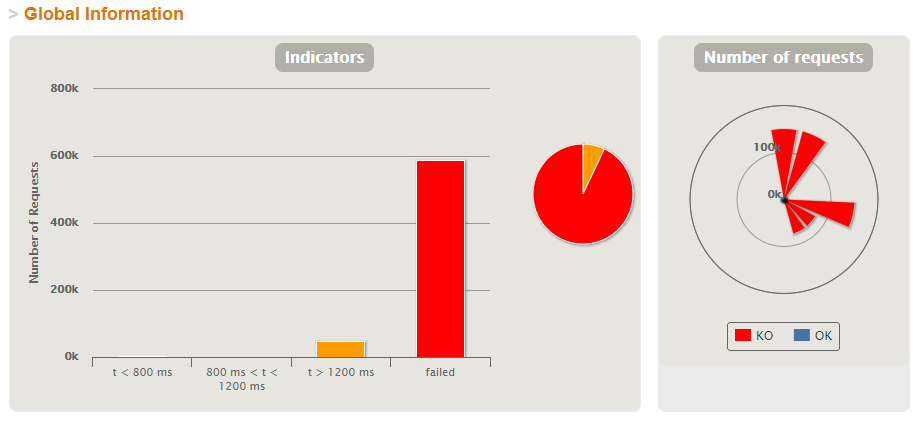 > Global Information
Indicators
Number of requests
800k
600k
400k
200k
0k
Number of Requests
t < 800 ms
800 ms < t <
1200 ms
t > 1200 ms
failed
100k
0k
KO
OK